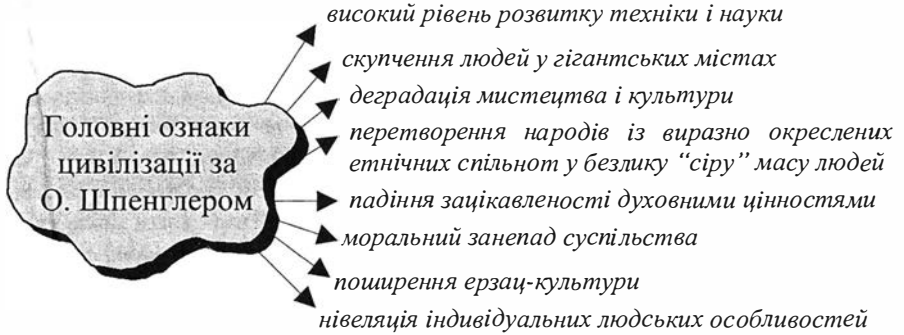 високий рівень розвитку техніки і науки
скупчення людей у гігантських містах
деградація мистецтва і культури
перетворення народів із виразно окреслених
етнічних спільнот у безлику “сіру” масу людей
падіння зацікавленості духовними цінностями
моральний занепад суспільства
поширення ерзац-культури
нівеляція індивідуальних людських особливостей
Головні ознаки
цивілізації за
О. Шпенглером